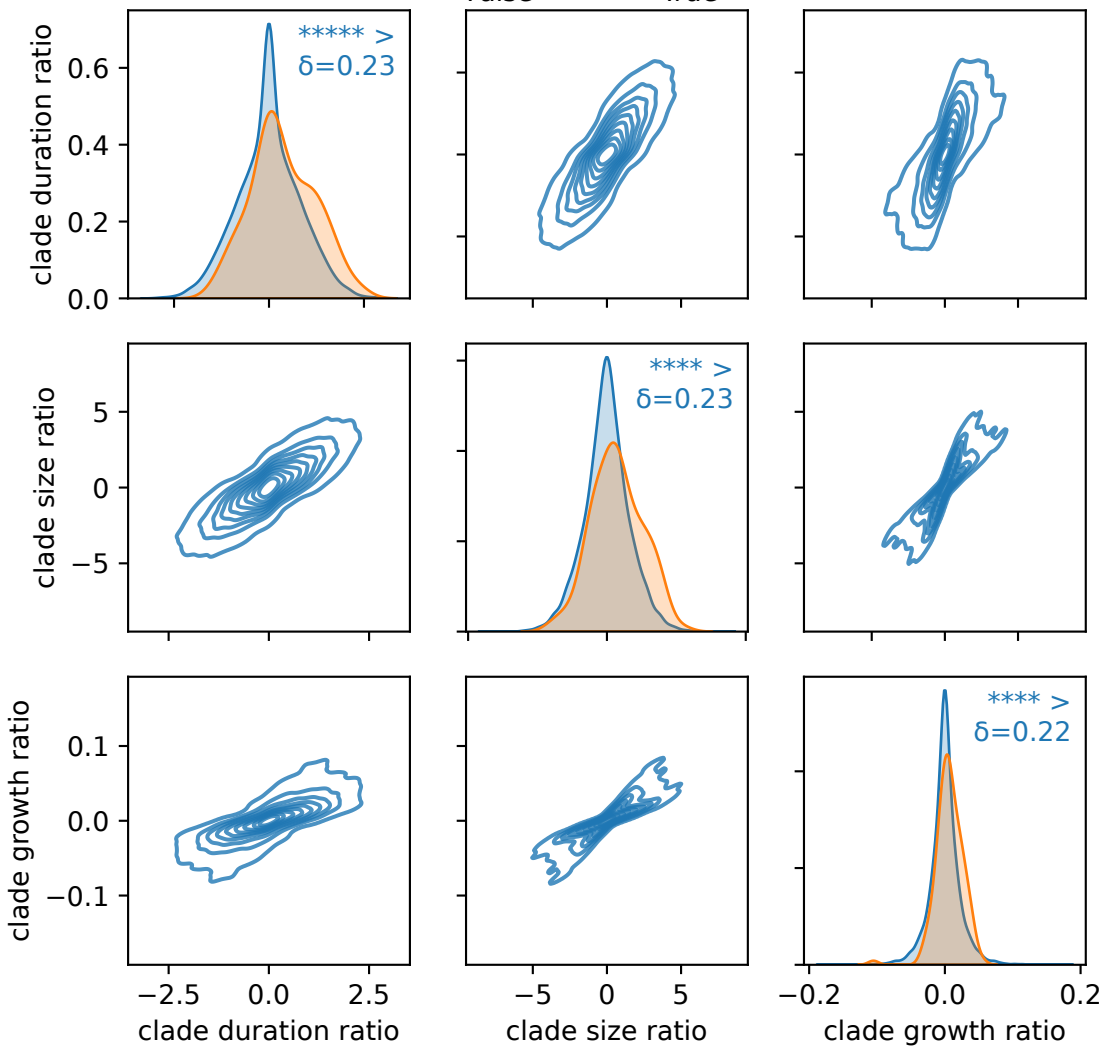 clade duration ratio
0.6
0.4
0.2
0.0
***** >
δ=0.23
clade size ratio
5
0
−5
**** >
δ=0.23
clade growth ratio
0.1
0.0
−0.1
**** >
δ=0.22
−2.5 0.0 2.5
−5 0 5
−0.2 0.0 0.2
clade duration ratio
clade size ratio
clade growth ratio